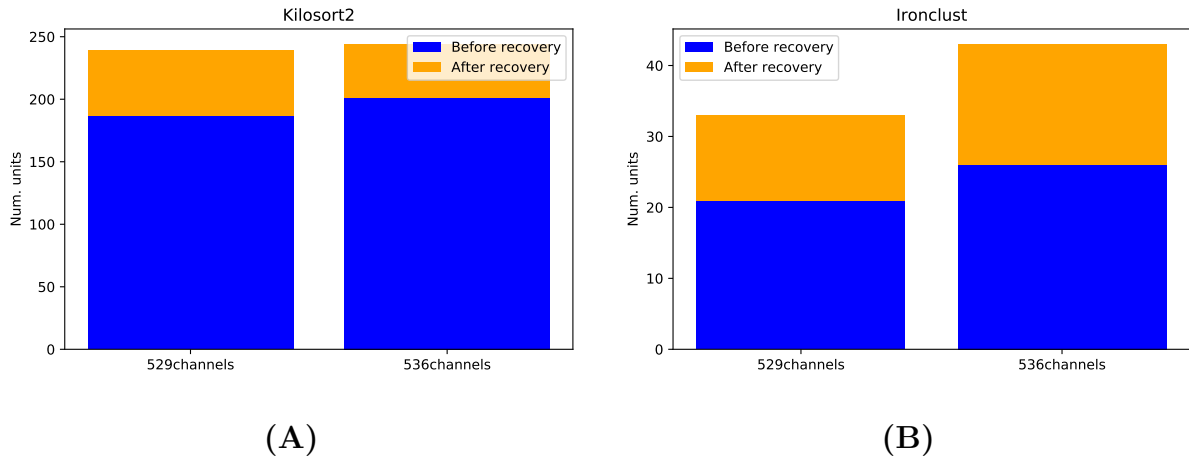 Kilosort2
250
200
150
100
50
0
Num. units
Before recovery
After recovery
529channels
536channels
(A)
Ironclust
40
30
20
10
0
Num. units
Before recovery
After recovery
529channels
536channels
(B)